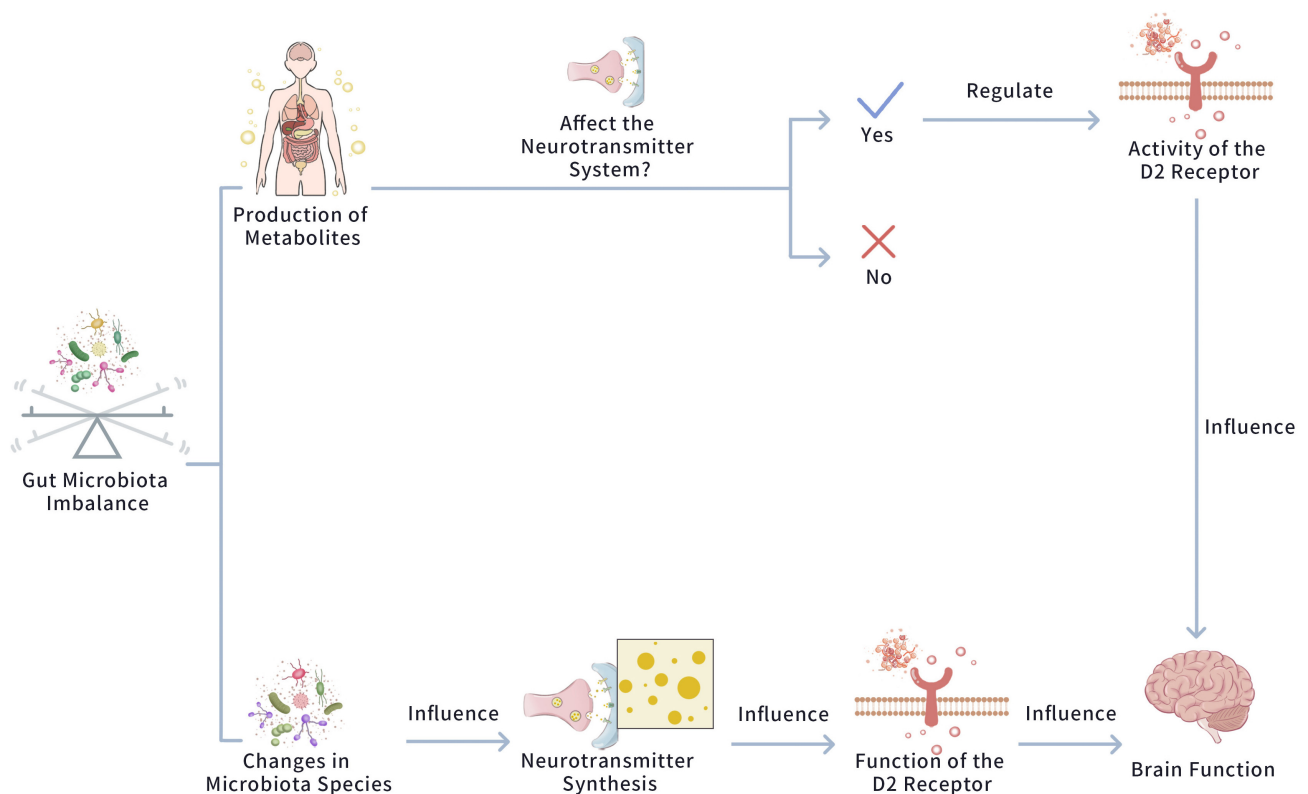 Affect the
Neurotransmitter
System?
Yes
Regulate
Activity of the
D2 Receptor
Production of
Metabolites
No
Influence
Gut Microbiota
Imbalance
Changes in
Microbiota Species
Influence
Neurotransmitter
Synthesis
Influence
Function of the
D2 Receptor
Influence
Brain Function